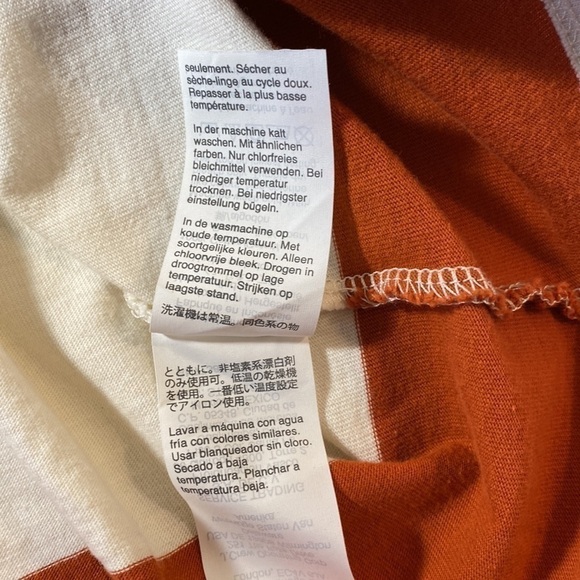 seulement. Sécher au
sèche-linge au cycle doux.
Repasser à la plus basse
température.
In der maschine kalt
waschen. Mit ähnlichen
farben. Nur chlorfreies
bleichmittel verwenden. Bei
niedriger temperatur
trocknen. Bei niedrigster
einstellung bügeln.
In de wasmachine op
koude temperatuur. Met
soortgelijke kleuren. Alleen
chloorvrije bleek. Drogen in
droogtrommel op lage
temperatuur. Strijken op
laagste stand.
洗濯機は常温。同色系の物
とともに。非塩素系漂白剤
のみ使用可。低温の乾燥機
を使用。一番低い温度設定
でアイロン使用。
Lavar a máquina con agua
fria con colores similares.
Usar blanqueador sin cloro.
Secado a baja
temperatura. Planchar a
temperatura baja.